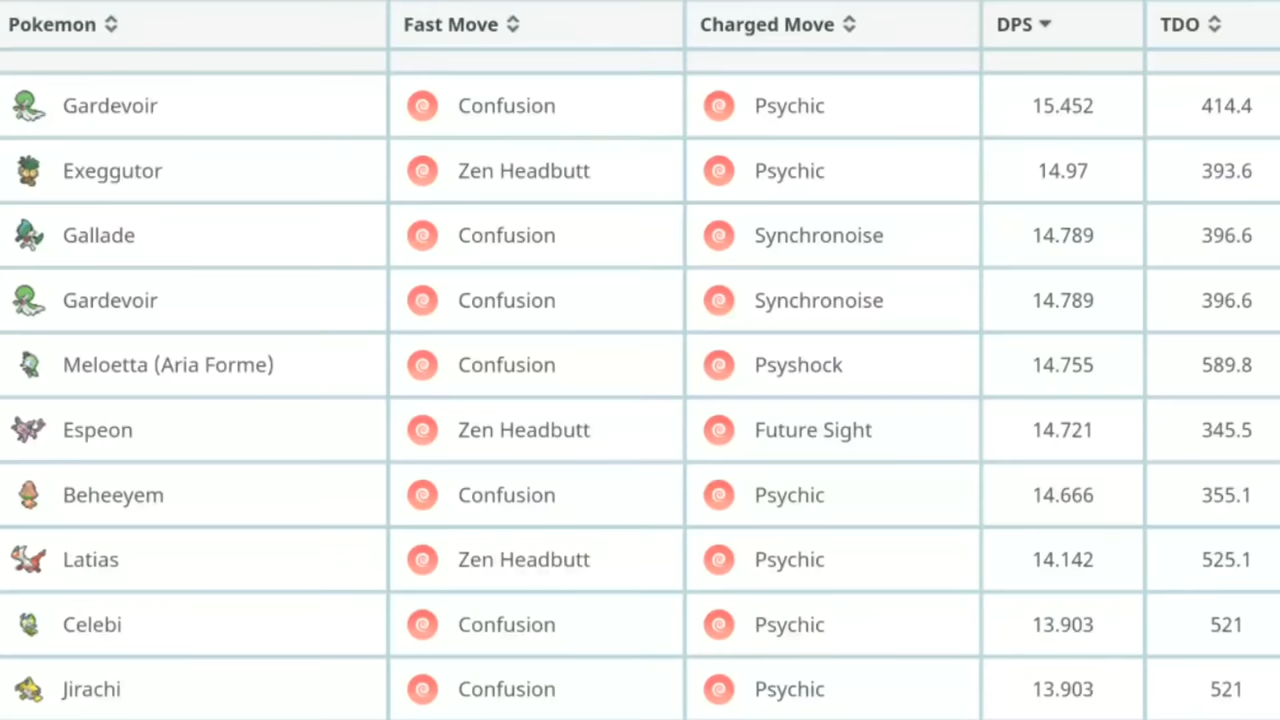 Pokemon Fast Move Charged Move DPS TDO
Gardevoir Confusion Psychic 15.452 414.4
Exeggutor Zen Headbutt Psychic 14.97 393.6
Gallade Confusion Synchronoise 14.789 396.6
Gardevoir Confusion Synchronoise 14.789 396.6
Meloetta (Aria Forme) Confusion Psyshock 14.755 589.8
Espeon Zen Headbutt Future Sight 14.721 345.5
Beheeyem Confusion Psychic 14.666 355.1
Latias Zen Headbutt Psychic 14.142 525.1
Celebi Confusion Psychic 13.903 521
Jirachi Confusion Psychic 13.903 521